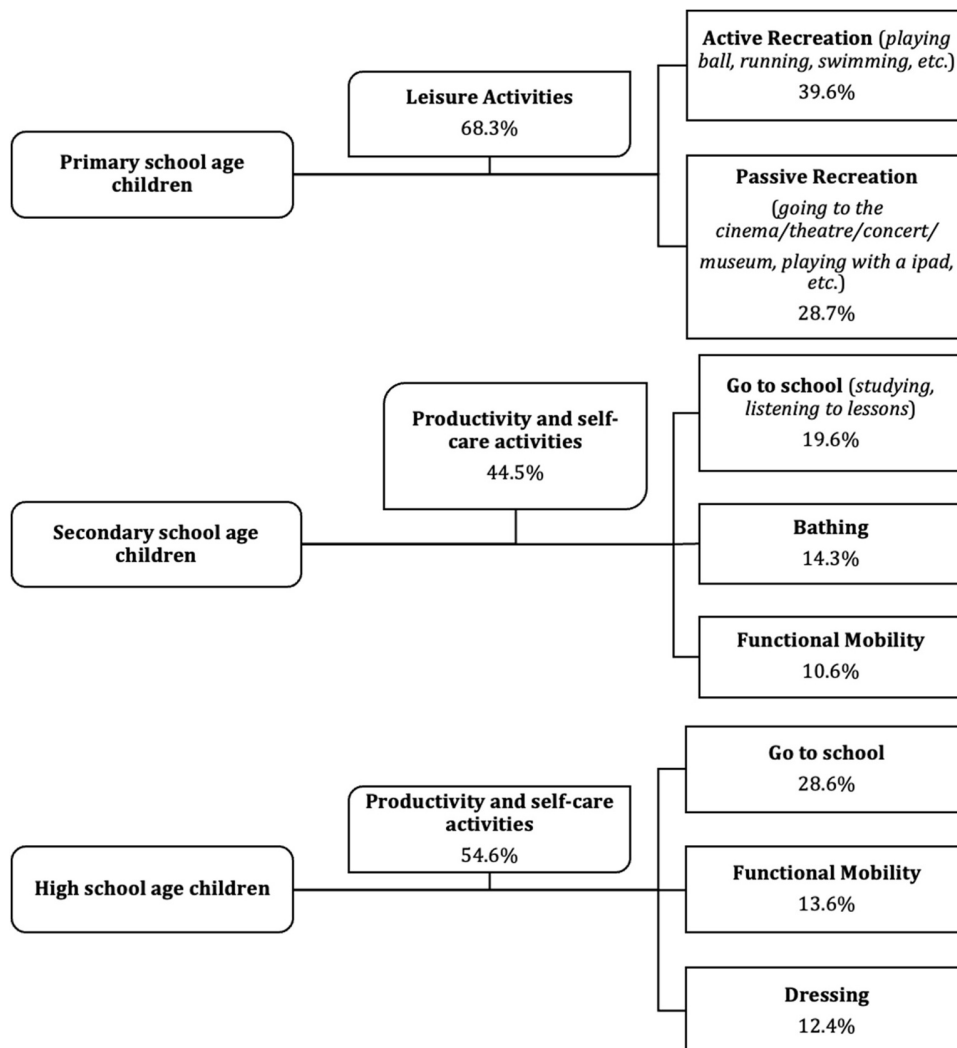 Primary school age
children
Leisure Activities
68.3%
Active Recreation (playing
ball, running, swimming, etc.)
39.6%
Passive Recreation
(going to the
cinema/theatre/concert/
museum, playing with a ipad,
etc.)
28.7%
Secondary school age
children
Productivity and self-
care activities
44.5%
Go to school (studying,
listening to lessons)
19.6%
Bathing
14.3%
Functional Mobility
10.6%
High school age children
Productivity and self-care
activities
54.6%
Go to school
28.6%
Functional Mobility
13.6%
Dressing
12.4%